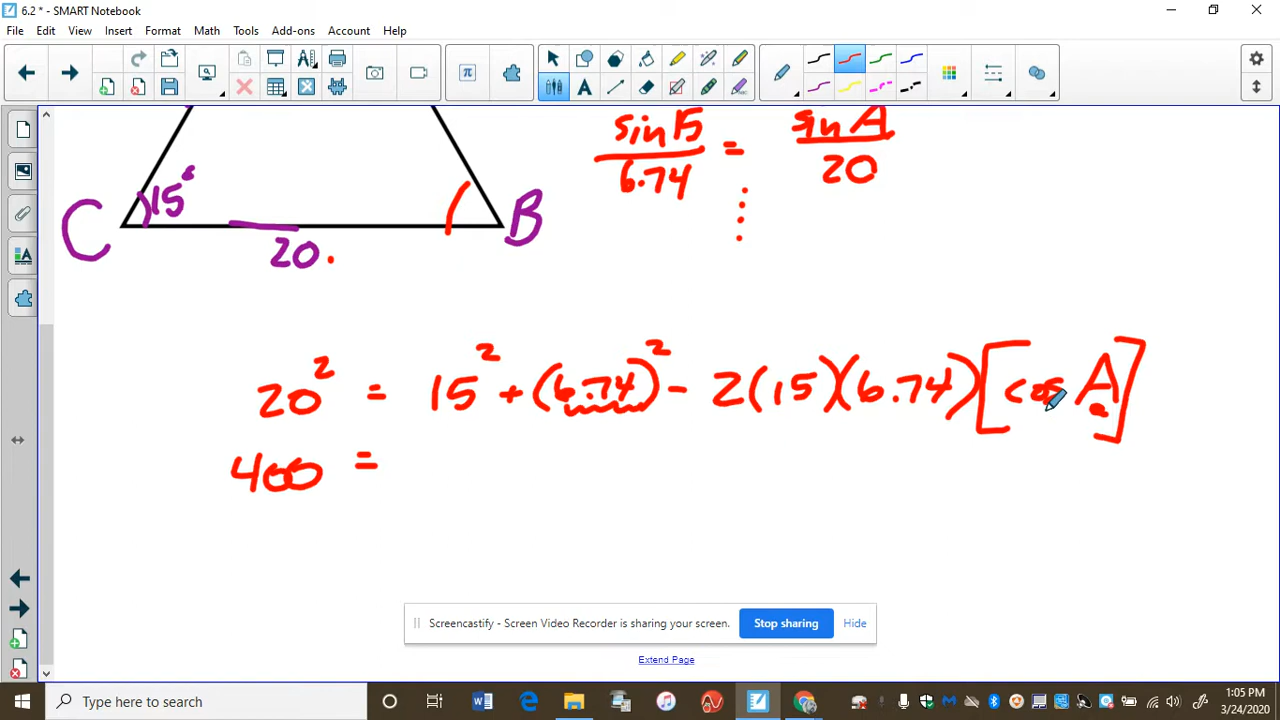 6.2 * - SMART Notebook
File Edit View Insert Format Math Tools Add-ons Account Help
sin 15 / 6.74 = sin A / 20
C 15° B
20
20² = 15² + (6.74)² - 2(15)(6.74)[cos A]
400 =
Screencastify - Screen Video Recorder is sharing your screen. Stop sharing Hide
Extend Page
Type here to search
1:05 PM
3/24/2020